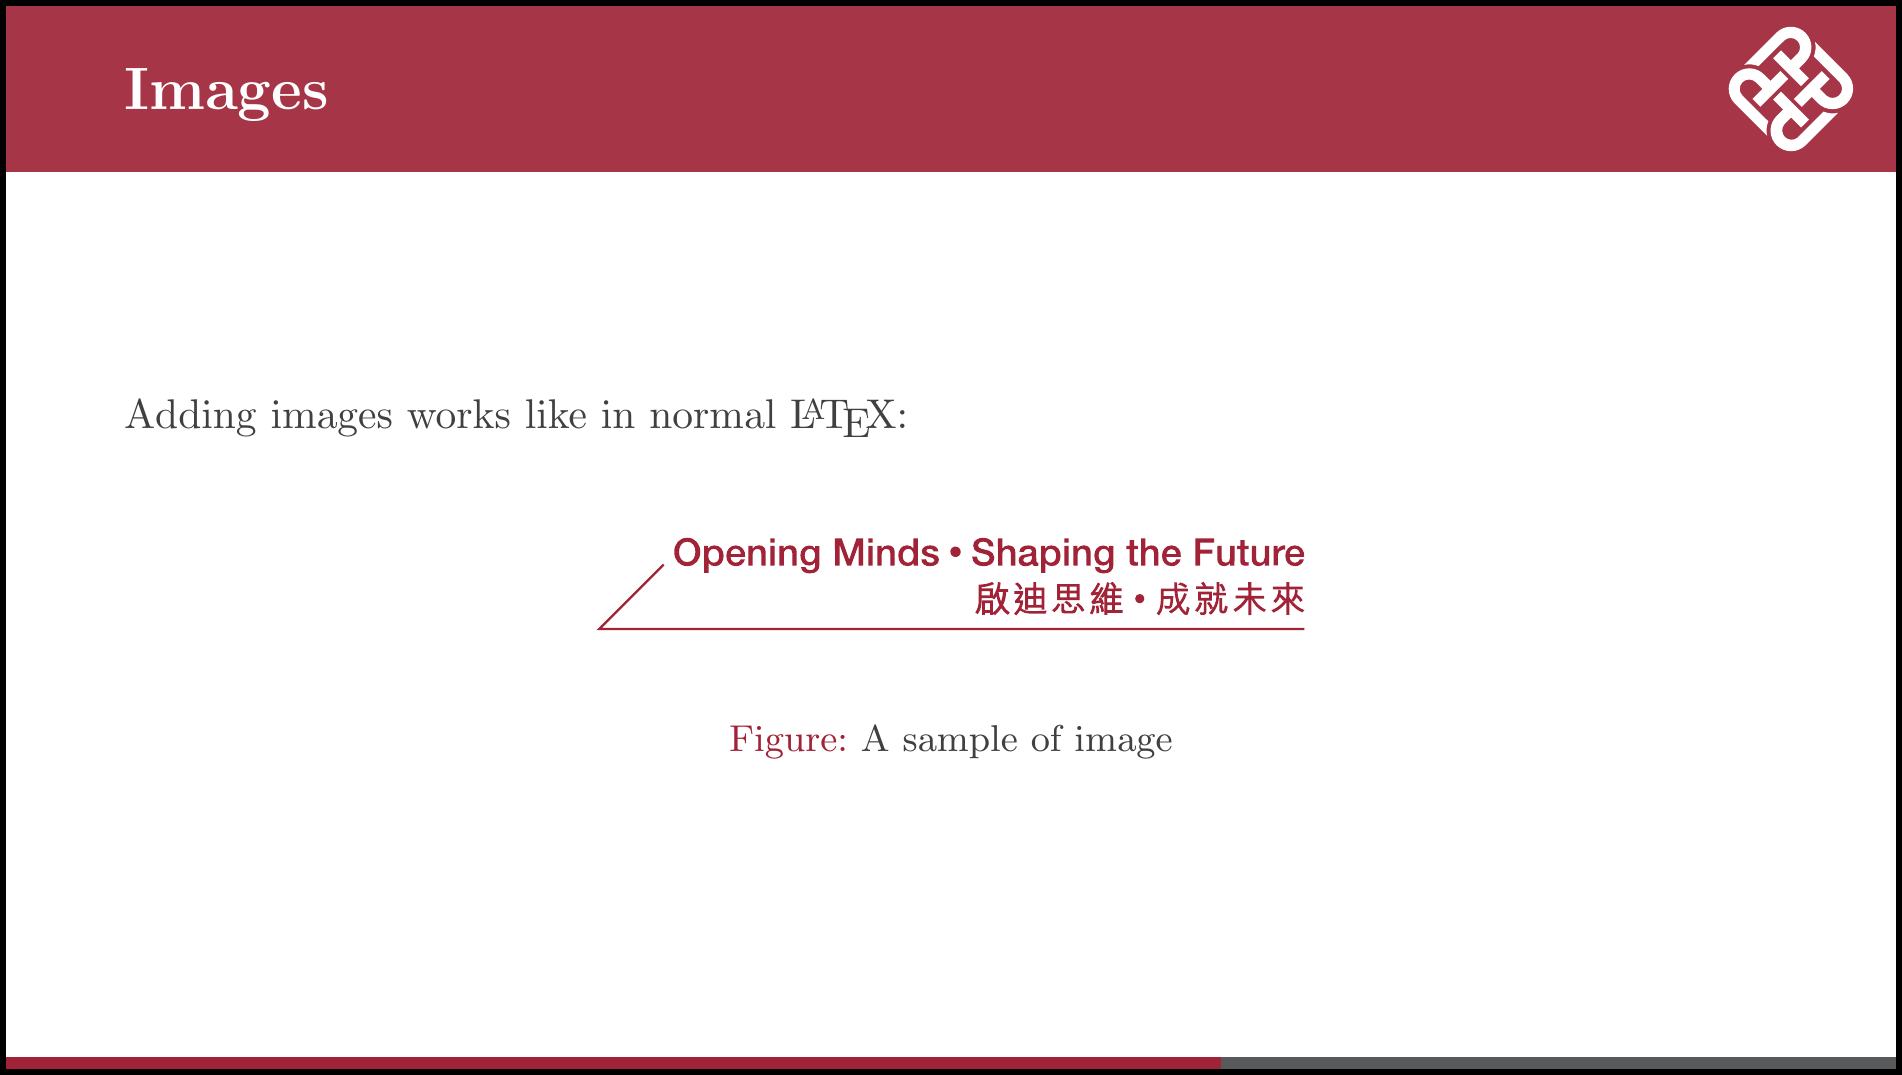 Images
Adding images works like in normal LATEX:
Opening Minds • Shaping the Future
啟迪思維 • 成就未來
Figure: A sample of image